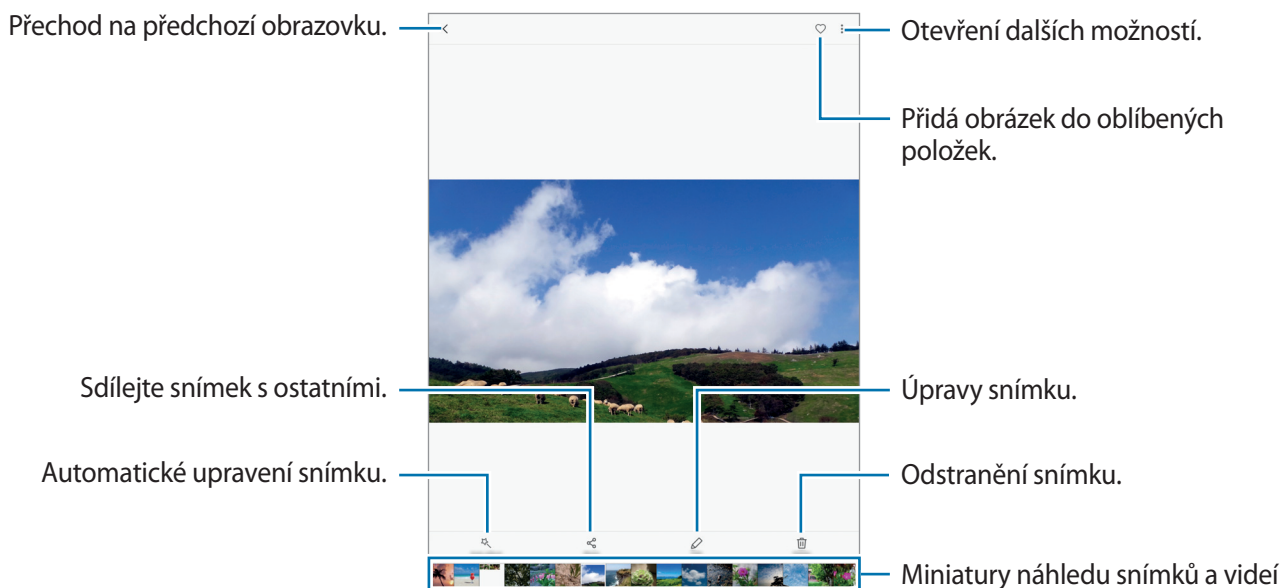 Přechod na předchozí obrazovku.
Otevření dalších možností.
Přidá obrázek do oblíbených
položek.
Sdílejte snímek s ostatními.
Úpravy snímku.
Automatické upravení snímku.
Odstranění snímku.
Miniatury náhledu snímků a videí